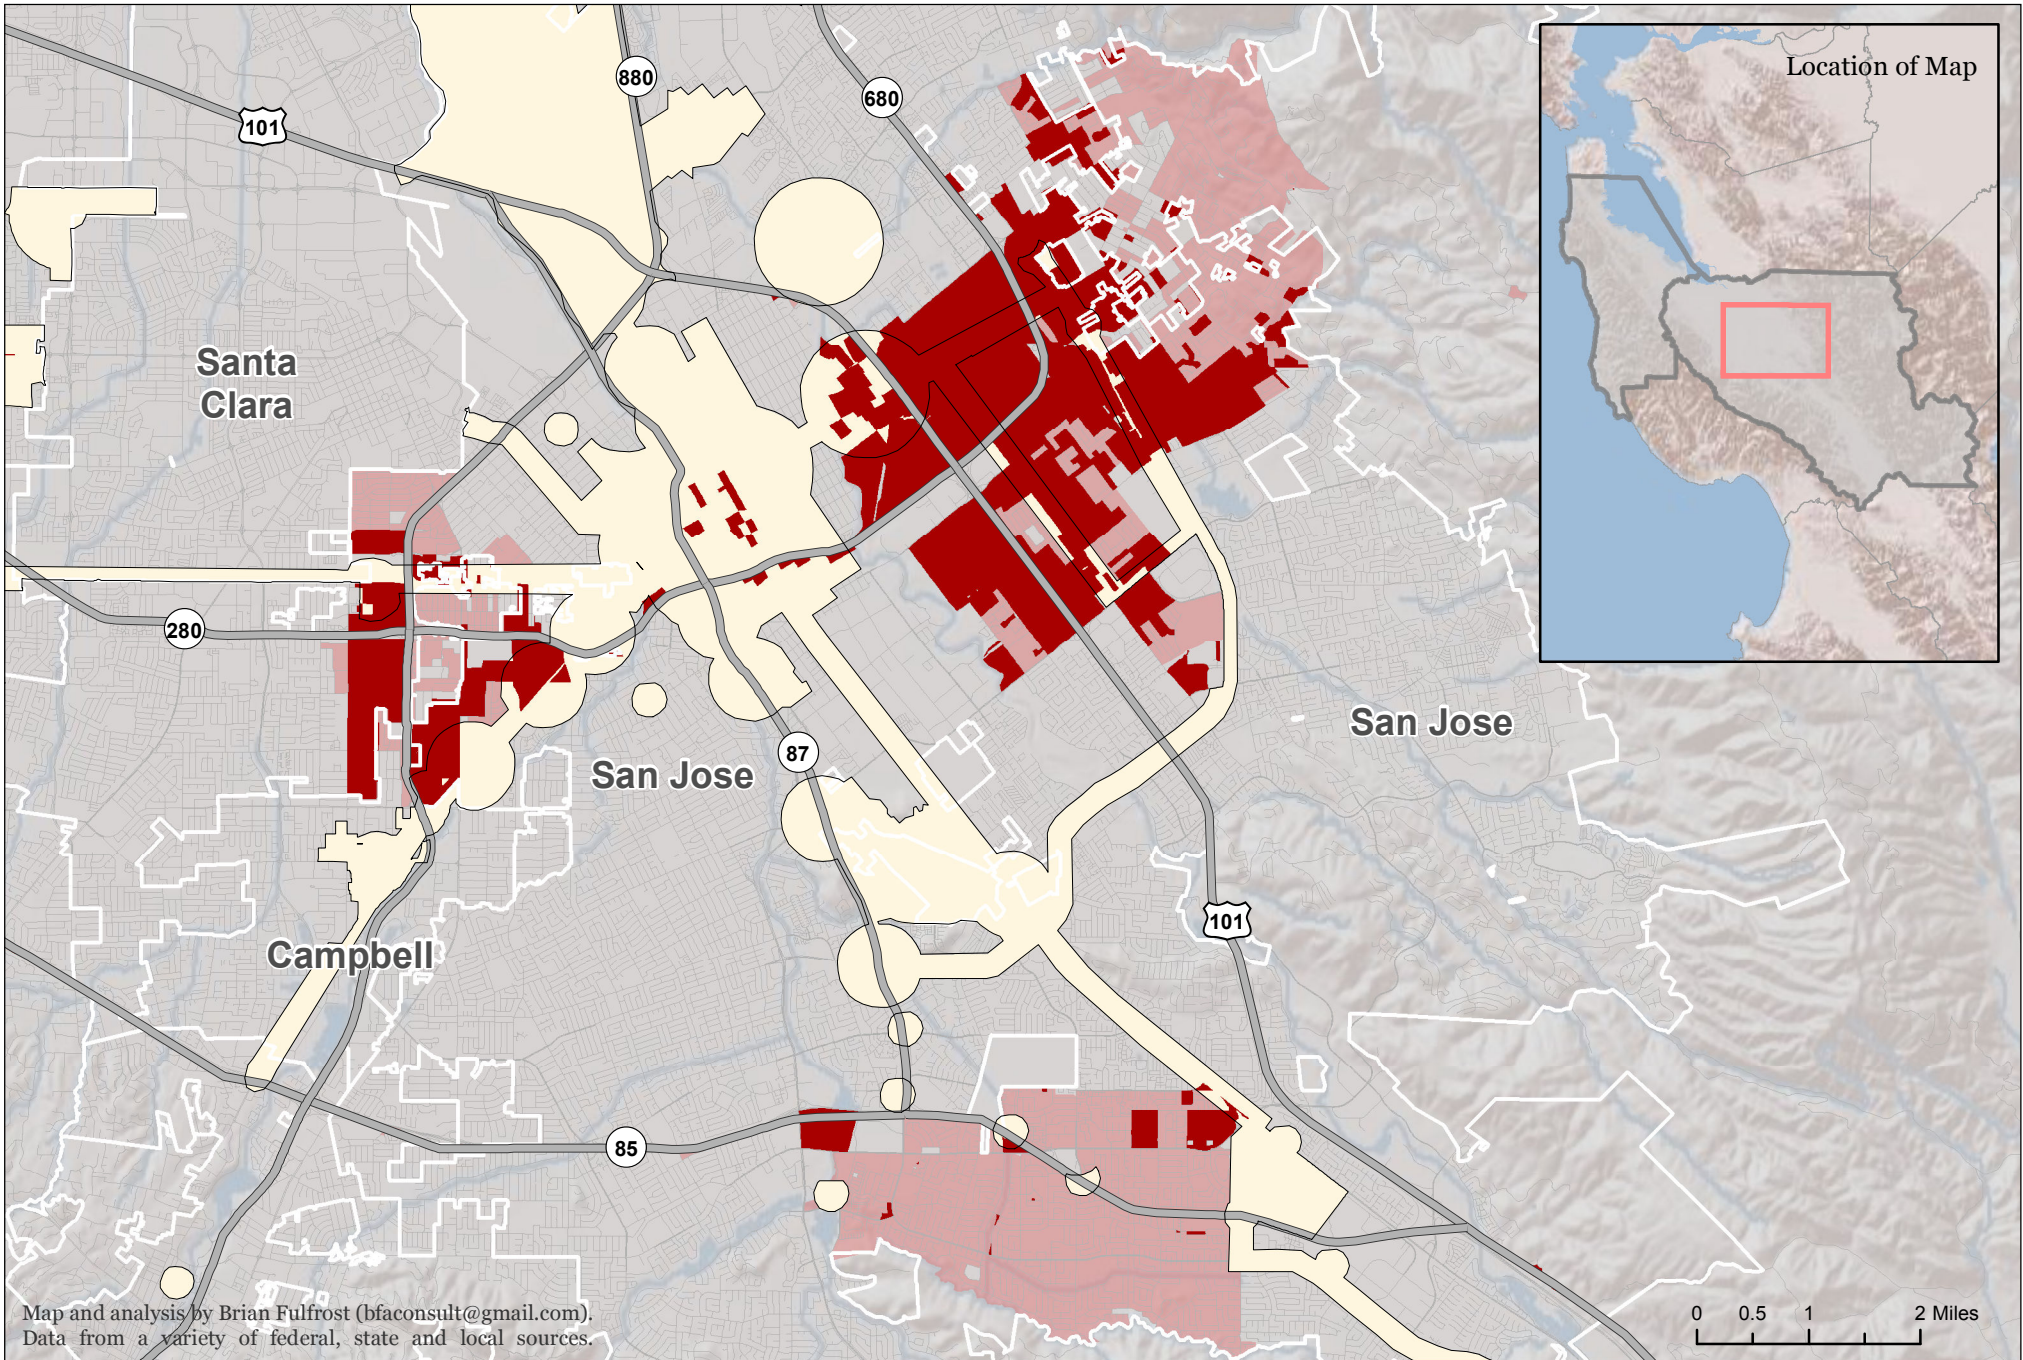 880
680
Location of Map
101
Santa
Clara
280
San Jose
87
San Jose
101
Campbell
85
Map and analysis by Brian Fulfrost (bfaconsult@gmail.com).
Data from a variety of federal, state and local sources.
0 0.5 1 2 Miles